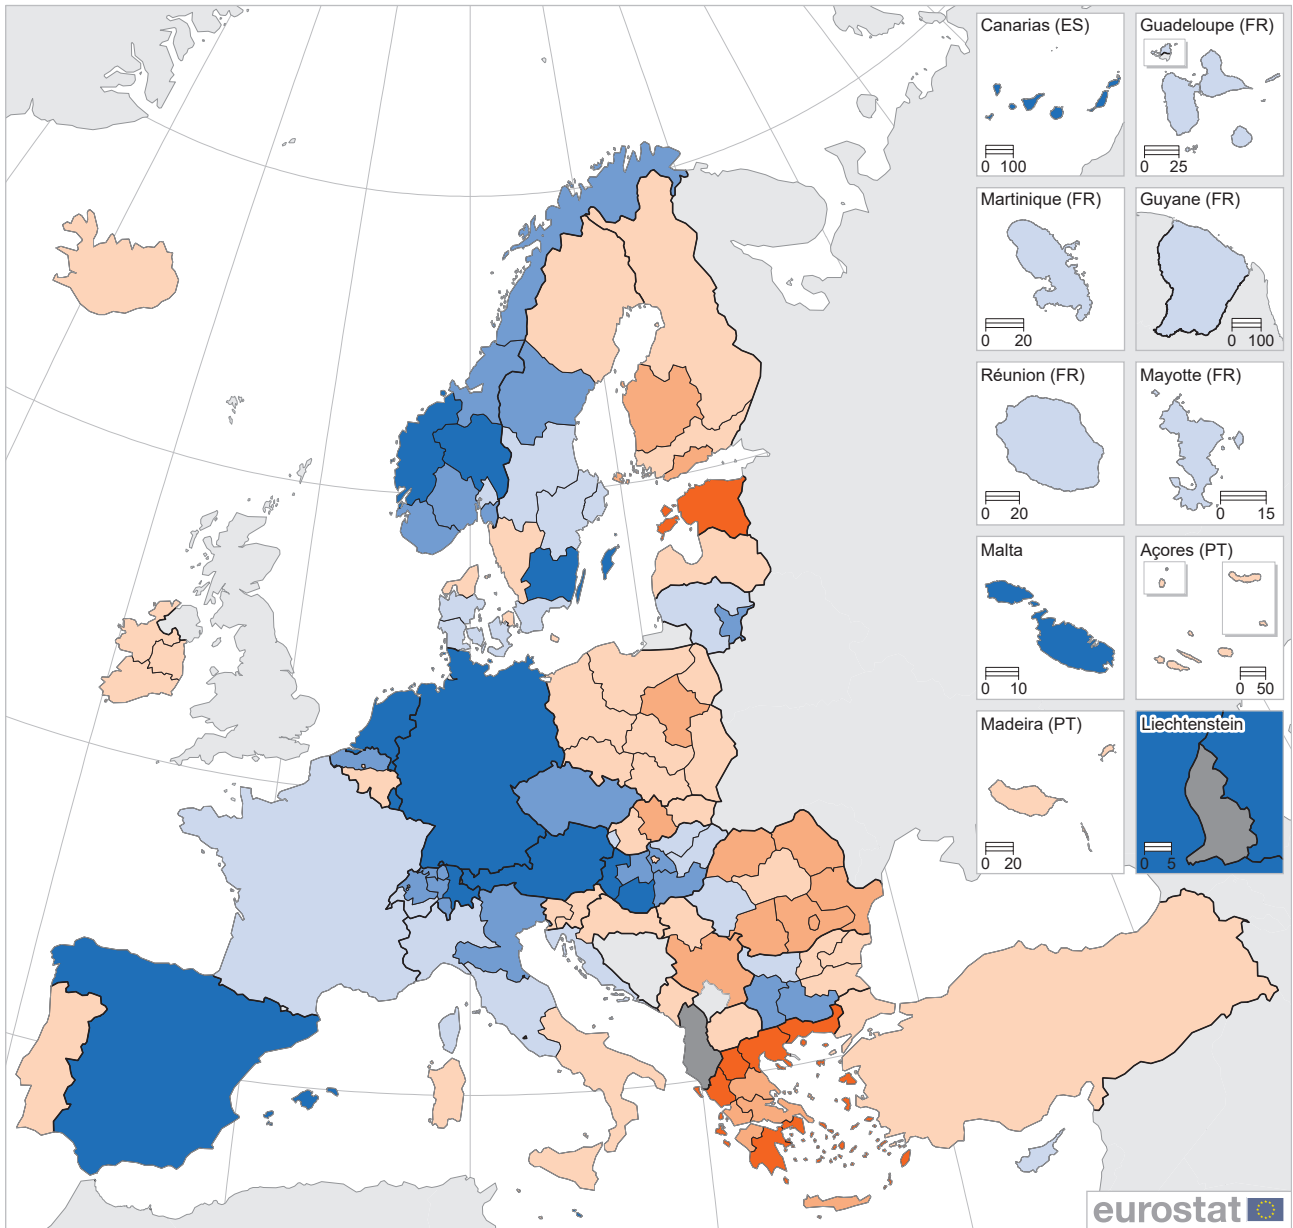 Canarias (ES)
0 100
Guadeloupe (FR)
0 25
Martinique (FR)
0 20
Guyane (FR)
0 100
Réunion (FR)
0 20
Mayotte (FR)
0 15
Malta
0 10
Açores (PT)
0 50
Madeira (PT)
0 20
Liechtenstein
0 5
eurostat